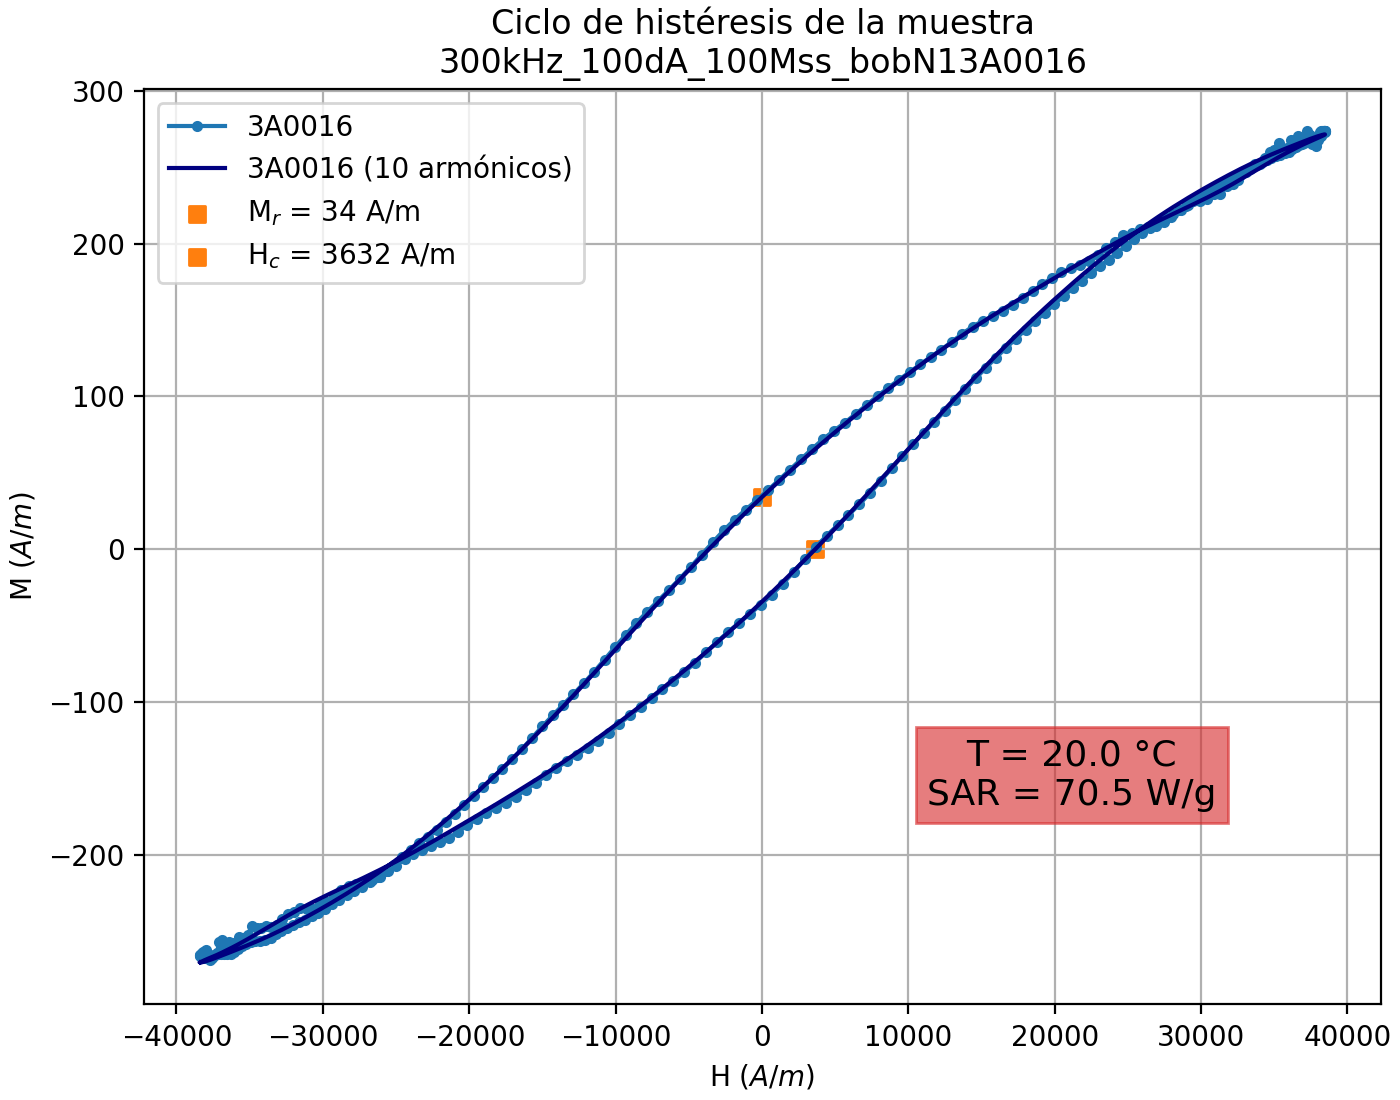 Ciclo de histéresis de la muestra
300kHz_100dA_100Mss_bobN13A0016
3A0016
3A0016 (10 armónicos)
Mr = 34 A/m
Hc = 3632 A/m
300
200
100
0
−100
−200
M (A/m)
T = 20.0 °C
SAR = 70.5 W/g
−40000 −30000 −20000 −10000 0 10000 20000 30000 40000
H (A/m)